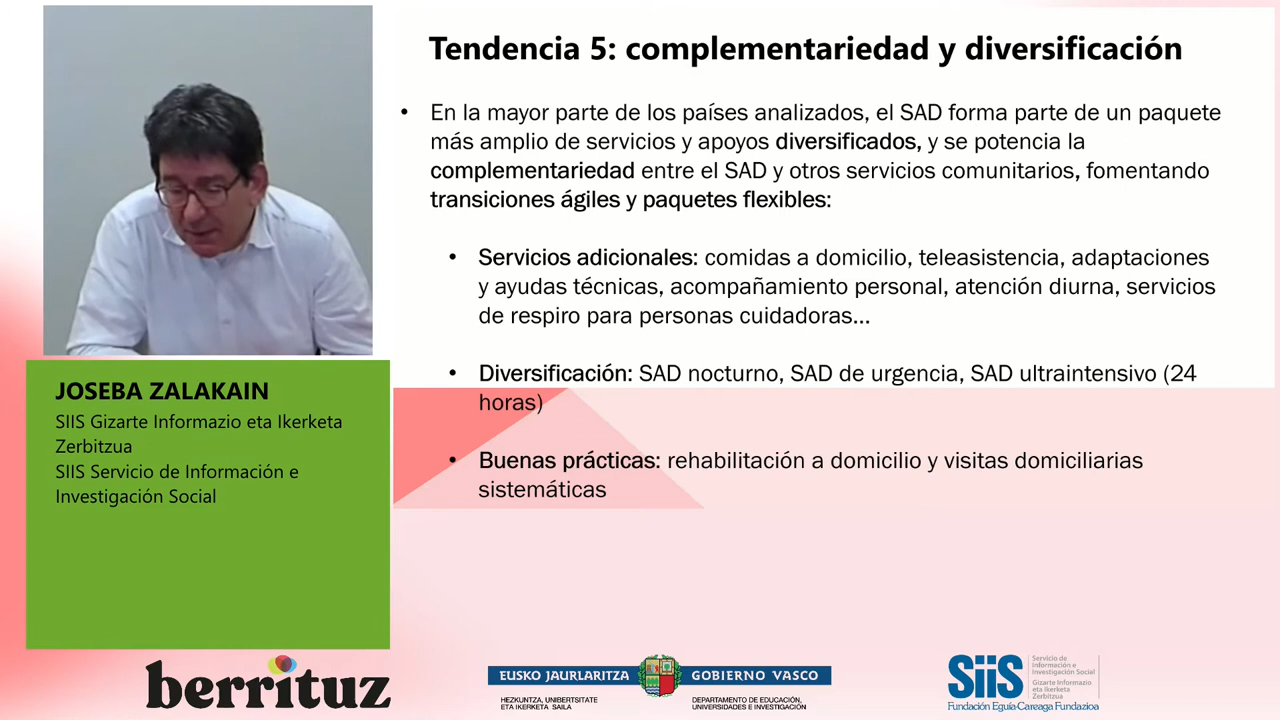 Tendencia 5: complementariedad y diversificación
• En la mayor parte de los países analizados, el SAD forma parte de un paquete
más amplio de servicios y apoyos diversificados, y se potencia la
complementariedad entre el SAD y otros servicios comunitarios, fomentando
transiciones ágiles y paquetes flexibles:
• Servicios adicionales: comidas a domicilio, teleasistencia, adaptaciones
y ayudas técnicas, acompañamiento personal, atención diurna, servicios
de respiro para personas cuidadoras...
• Diversificación: SAD nocturno, SAD de urgencia, SAD ultraintensivo (24
horas)
• Buenas prácticas: rehabilitación a domicilio y visitas domiciliarias
sistemáticas
JOSEBA ZALAKAIN
SIIS Gizarte Informazio eta Ikerketa
Zerbitzua
SIIS Servicio de Información e
Investigación Social
berrituz
EUSKO JAURLARITZA
GOBIERNO VASCO
HEZKUNTZA, UNIBERTSITATE
ETA IKERKETA SAILA
DEPARTAMENTO DE EDUCACIÓN,
UNIVERSIDADES E INVESTIGACIÓN
SiiS
Servicio de
Información e
Investigación Social
Gizarte Informazio
eta Ikerketa
Zerbitzua
Fundación Eguía-Careaga Fundazioa